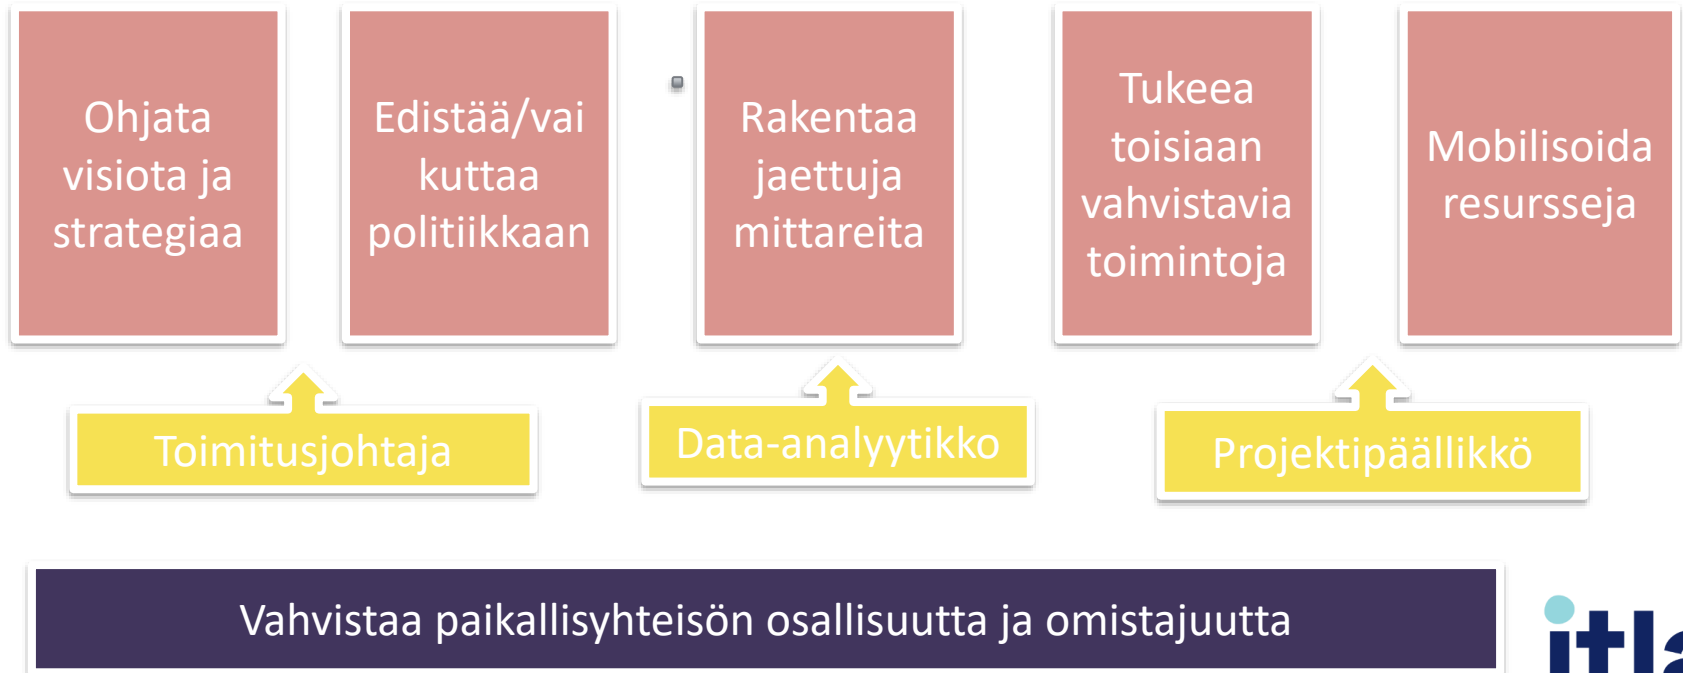 Ohjata
visiota ja
strategiaa
Edistää/vai
kuttaa
politiikkaan
Rakentaa
jaettuja
mittareita
Tukeea
toisiaan
vahvistavia
toimintoja
Mobilisoida
resursseja
Toimitusjohtaja
Data-analyytikko
Projektipäällikkö
Vahvistaa paikallisyhteisön osallisuutta ja omistajuutta
itla